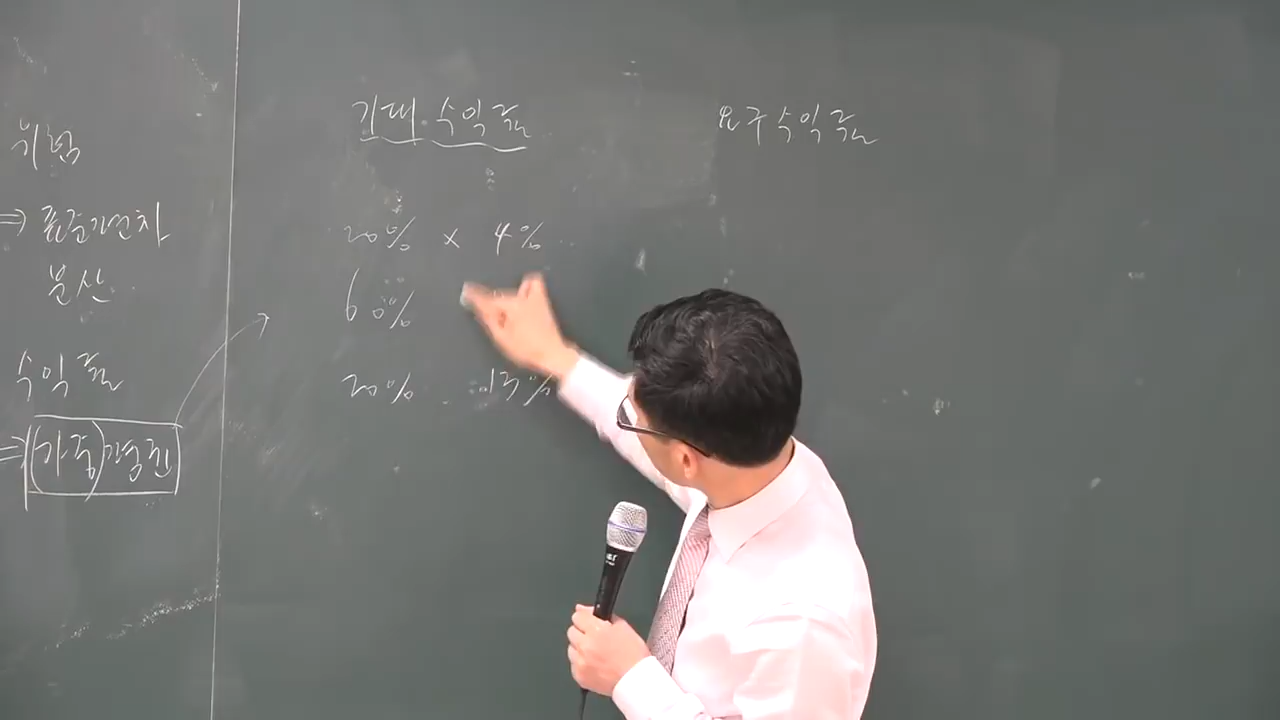 위험
⇒ 표준편차
분산
수익률
⇒ (가중)평균
기대수익률
20% × 4%
60%
20% 13%
요구수익률